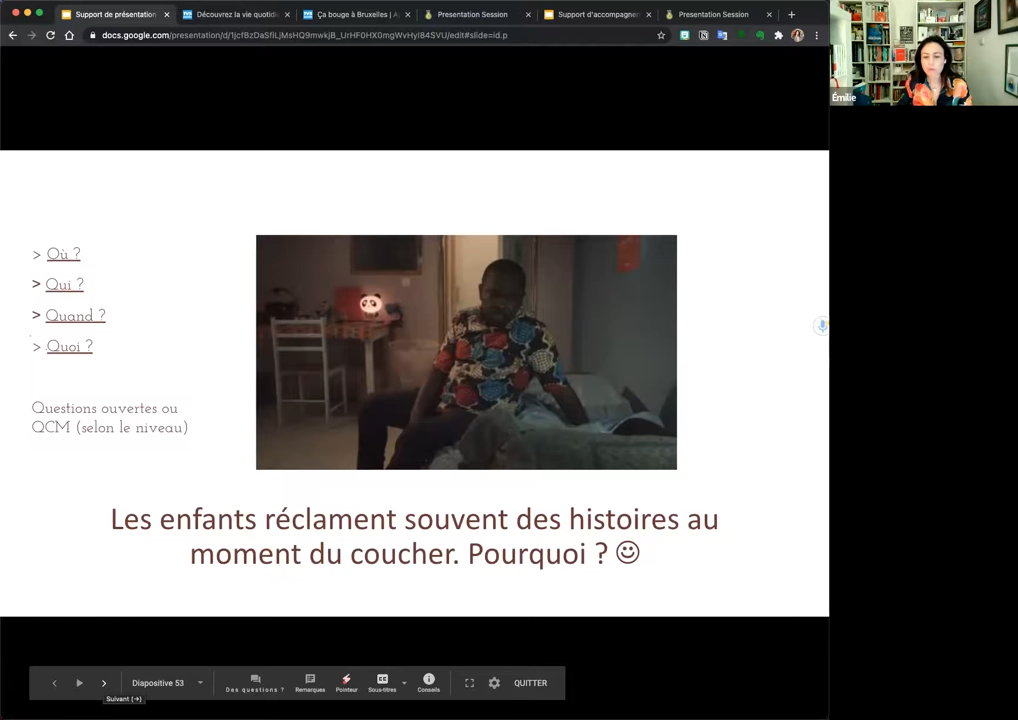 Support de présentation
Découvrez la vie quotidi
Ça bouge à Bruxelles | A
Presentation Session
Support d'accompagnem
Presentation Session
docs.google.com/presentation/d/1jcfBzDaSfiLjMsHQ9mwkjB_UrHF0HX0mgWvHyI84SVU/edit#slide=id.p
Émilie
> Où ?
> Qui ?
> Quand ?
> Quoi ?
Questions ouvertes ou
QCM (selon le niveau)
Les enfants réclament souvent des histoires au
moment du coucher. Pourquoi ? ☺
Diapositive 53
Des questions ?
Remarques
Pointeur
Sous-titres
Conseils
QUITTER
Suivant (→)